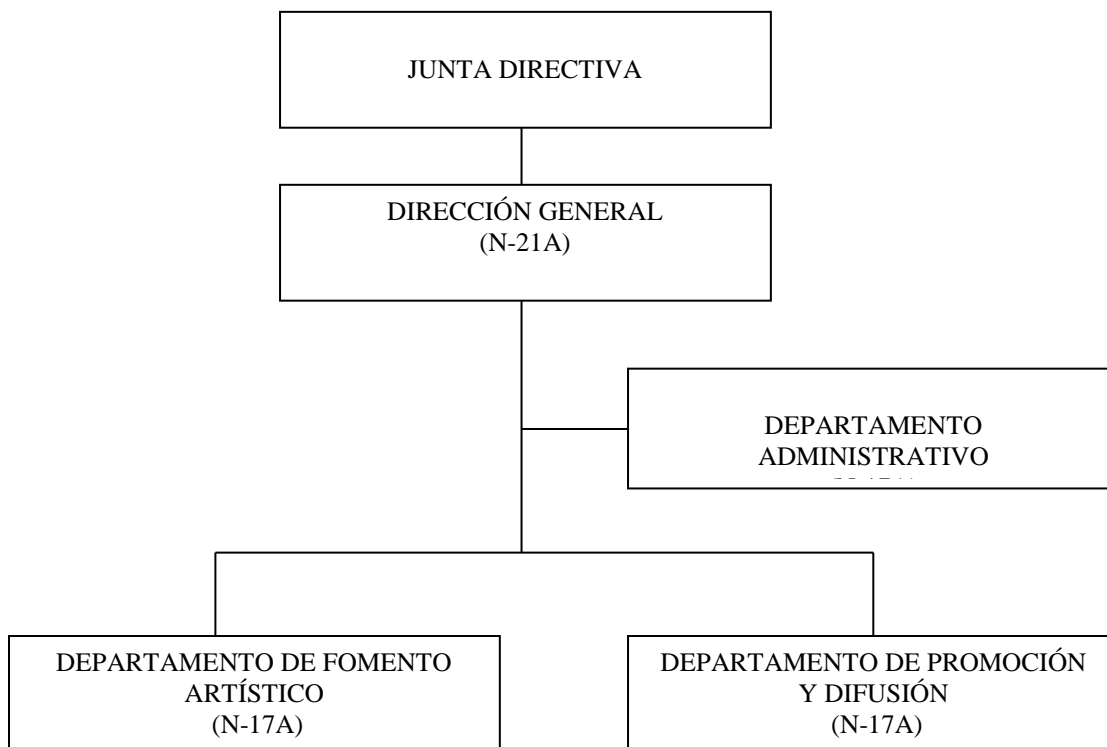 JUNTA DIRECTIVA
DIRECCIÓN GENERAL
(N-21A)
DEPARTAMENTO
ADMINISTRATIVO
DEPARTAMENTO DE FOMENTO
ARTÍSTICO
(N-17A)
DEPARTAMENTO DE PROMOCIÓN
Y DIFUSIÓN
(N-17A)